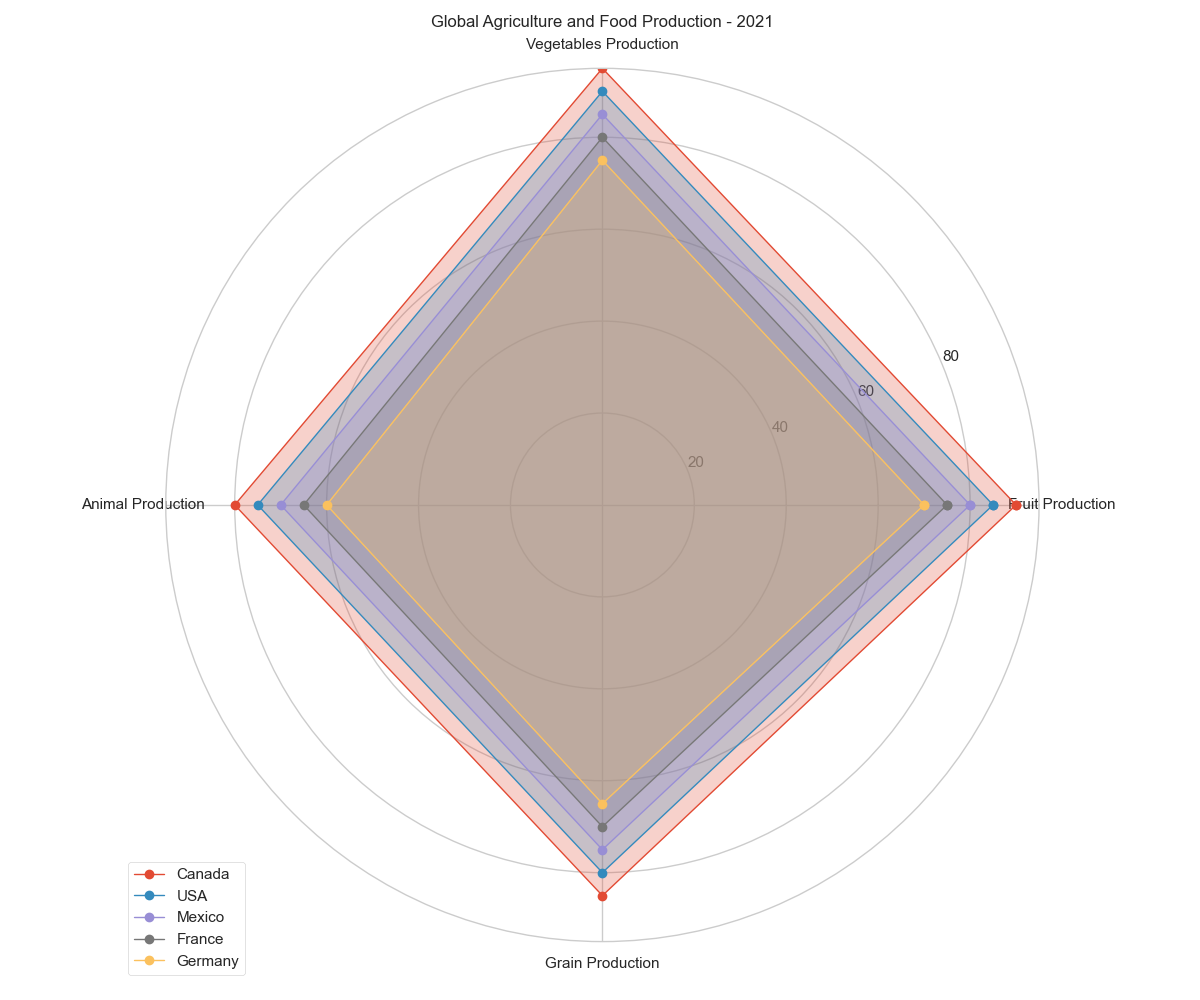 Global Agriculture and Food Production - 2021
Vegetables Production
80
60
40
20
Animal Production
Fruit Production
Grain Production
Canada
USA
Mexico
France
Germany